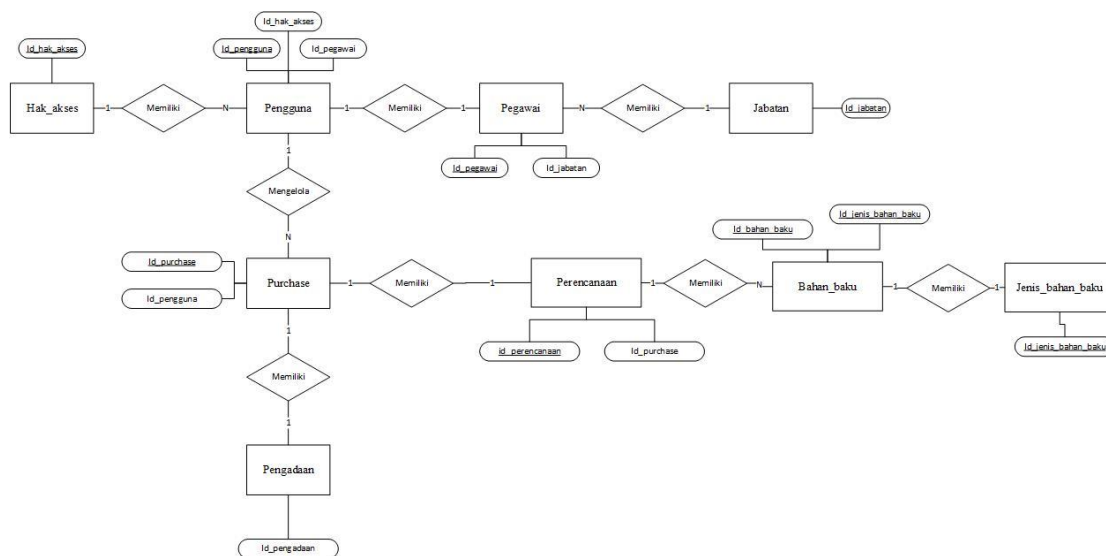 Id_hak_akses
Id_hak_akses
Id_pengguna
Id_pegawai
Hak_akses
1
Memiliki
N
Pengguna
1
Memiliki
1
Pegawai
N
Memiliki
1
Jabatan
Id_jabatan
1
Id_pegawai
Id_jabatan
Mengelola
Id_bahan_baku
Id_jenis_bahan_baku
N
Id_purchase
Id_pengguna
Purchase
1
Memiliki
1
Perencanaan
1
Memiliki
N
Bahan_baku
1
Memiliki
1
Jenis_bahan_baku
1
id_perencanaan
Id_purchase
Id_jenis_bahan_baku
Memiliki
1
Pengadaan
Id_pengadaan